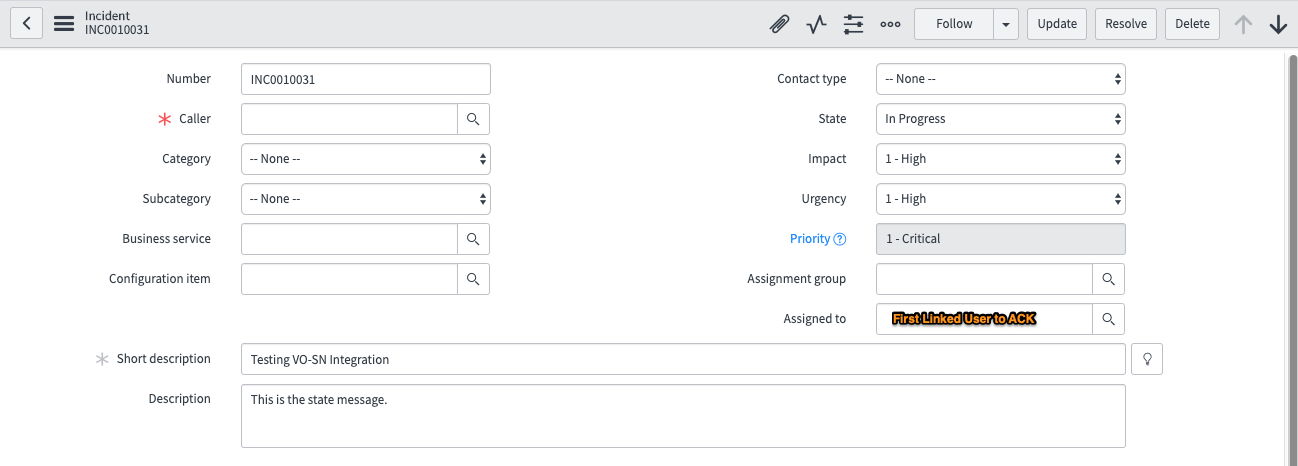 Incident
INC0010031
Follow
Update
Resolve
Delete
Number
INC0010031
Caller
Category
-- None --
Subcategory
-- None --
Business service
Configuration item
Contact type
-- None --
State
In Progress
Impact
1 - High
Urgency
1 - High
Priority ?
1 - Critical
Assignment group
Assigned to
First Linked User to ACK
Short description
Testing VO-SN Integration
Description
This is the state message.